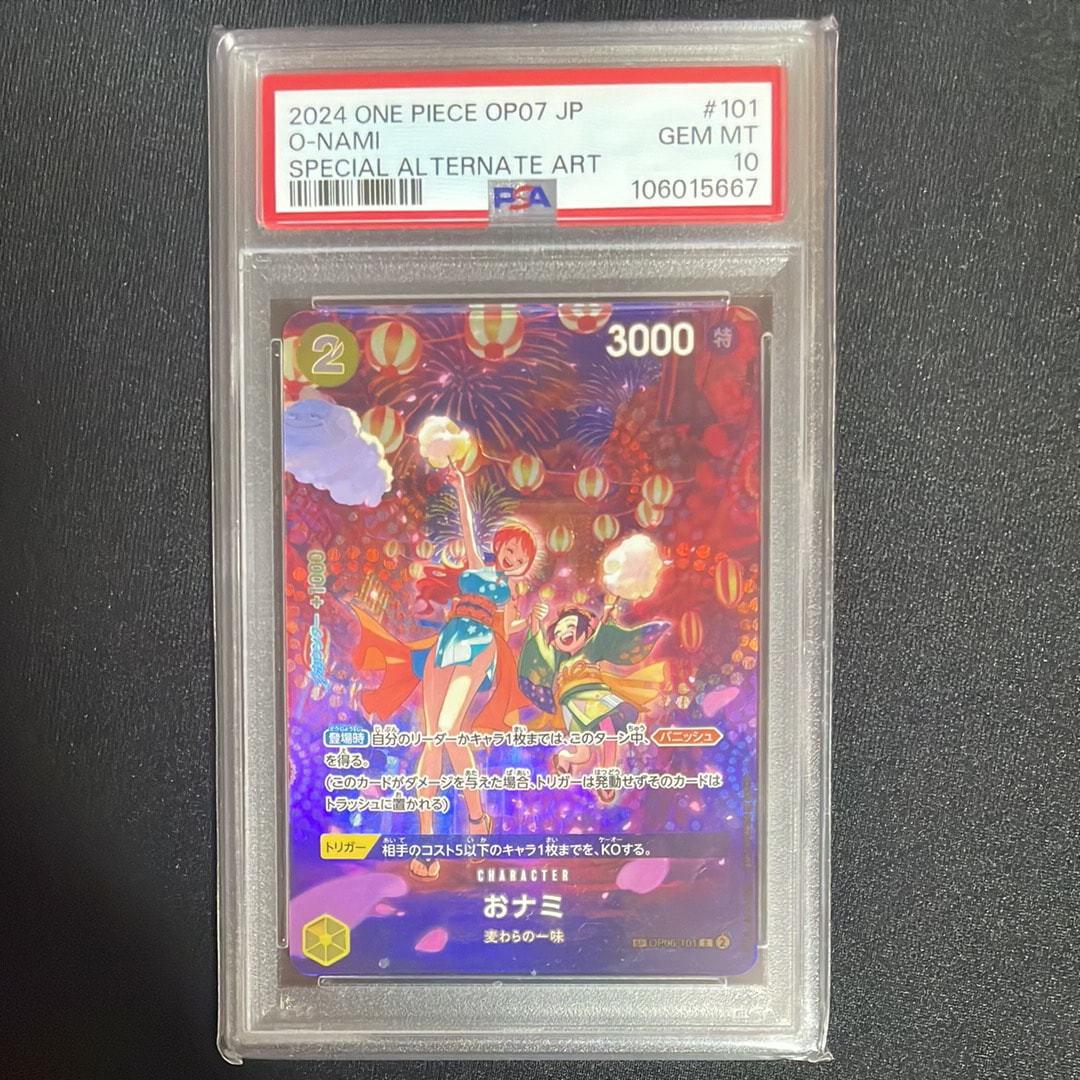 2024 ONE PIECE OP07 JP #101
O-NAMI GEM MT
SPECIAL ALTERNATE ART 10
PSA 106015667
2 3000 特
+1000
登場時 自分のリーダーかキャラ1枚までは、このターン中、バニッシュ
を得る。
(このカードがダメージを与えた場合、トリガーは発動せずそのカードは
トラッシュに置かれる)
トリガー 相手のコスト5以下のキャラ1枚までを、KOする。
CHARACTER
おナミ
麦わらの一味
SP OP06-101 R 2